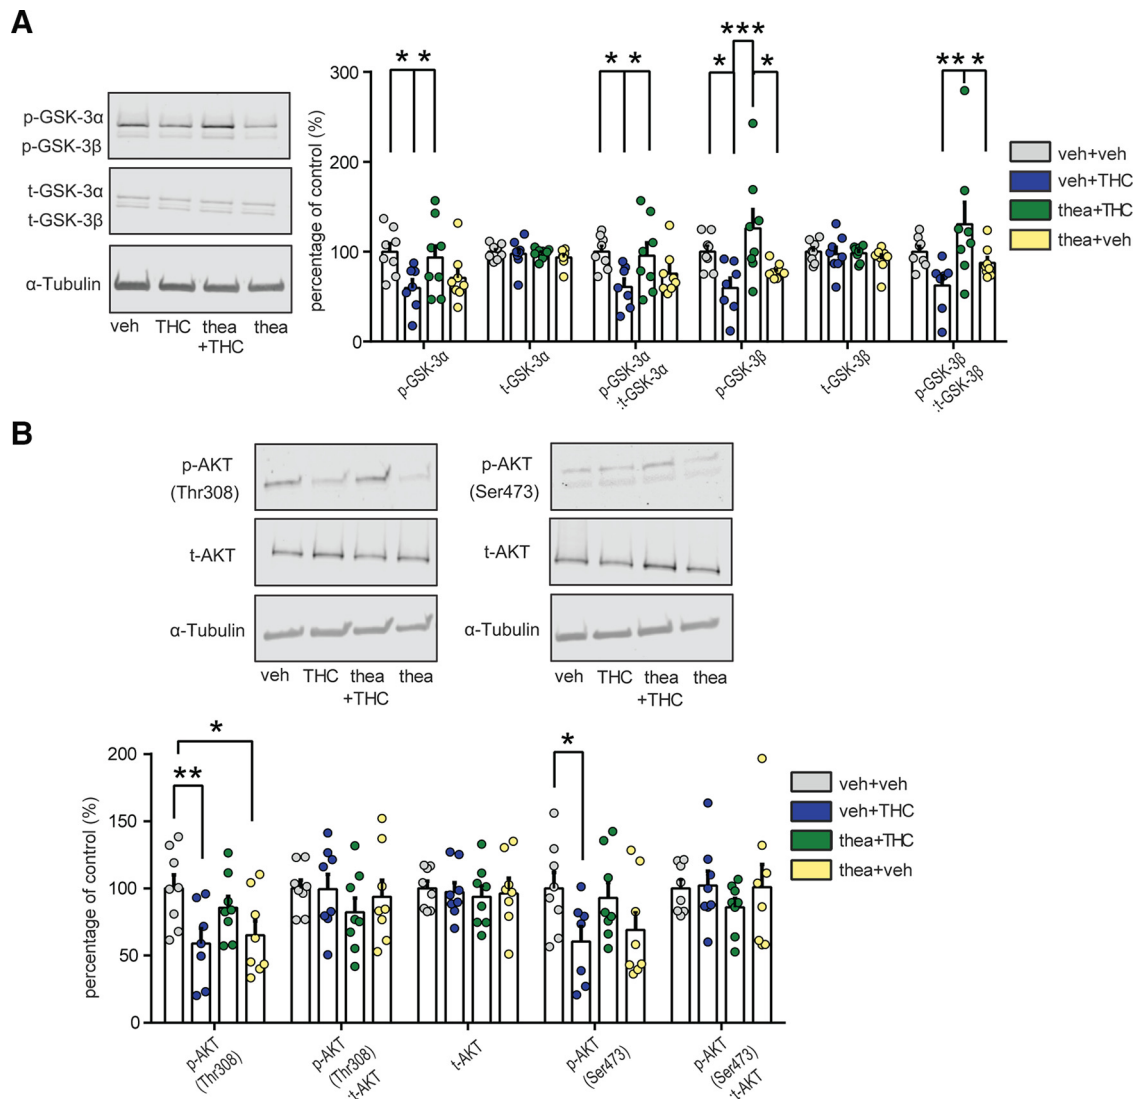 A
p-GSK-3α
p-GSK-3β
t-GSK-3α
t-GSK-3β
α-Tubulin
veh THC thea thea
+THC
percentage of control (%)
300
200
100
0
* *
* *
*
***
*
** *
p-GSK-3α
t-GSK-3α
p-GSK-3α
:t-GSK-3α
p-GSK-3β
t-GSK-3β
p-GSK-3β
:t-GSK-3β
veh+veh
veh+THC
thea+THC
thea+veh
B
p-AKT
(Thr308)
t-AKT
α-Tubulin
veh THC thea thea
+THC
p-AKT
(Ser473)
t-AKT
α-Tubulin
veh THC thea thea
+THC
percentage of control (%)
200
150
100
50
0
*
**
*
p-AKT
(Thr308)
p-AKT
(Thr308)
:t-AKT
t-AKT
p-AKT
(Ser473)
p-AKT
(Ser473)
:t-AKT
veh+veh
veh+THC
thea+THC
thea+veh